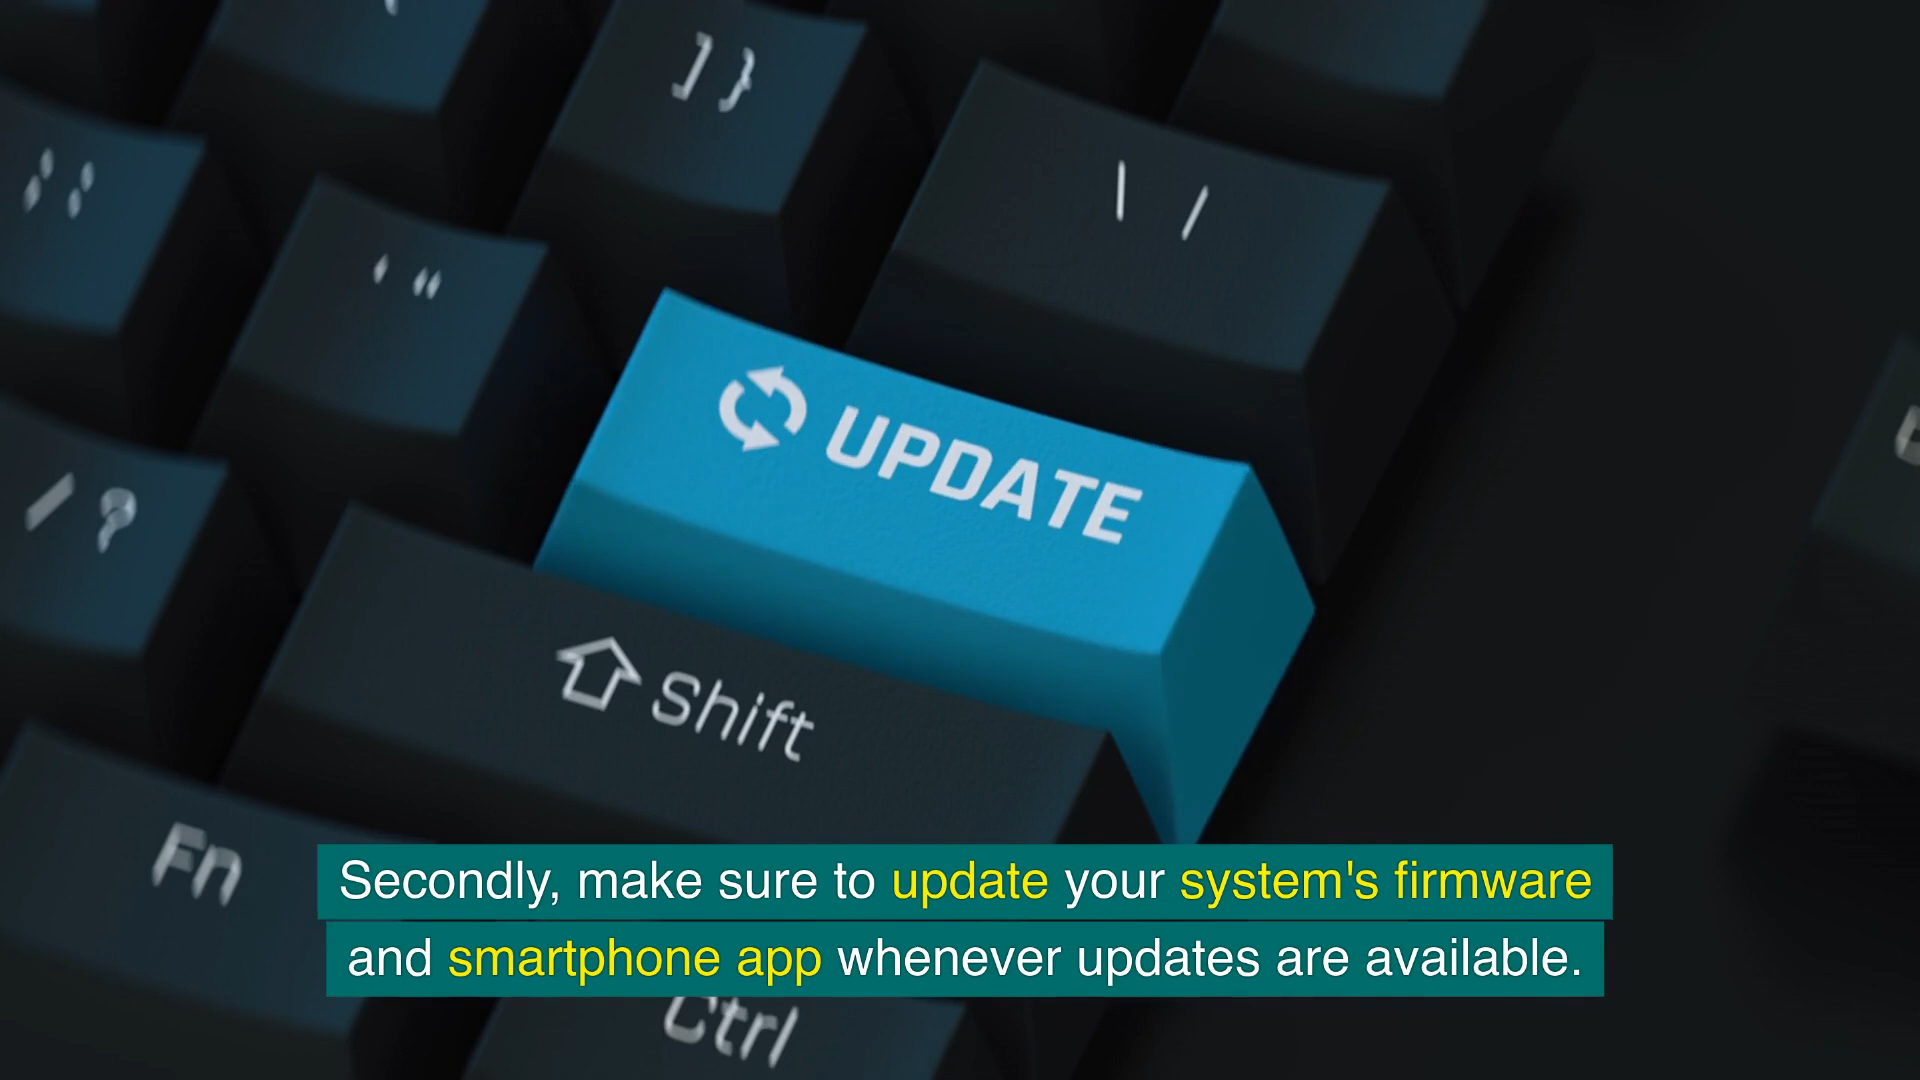 ] }
\ /
; :
' "
UPDATE
/ ?
Shift
Fn
Secondly, make sure to update your system's firmware
and smartphone app whenever updates are available.
Ctrl